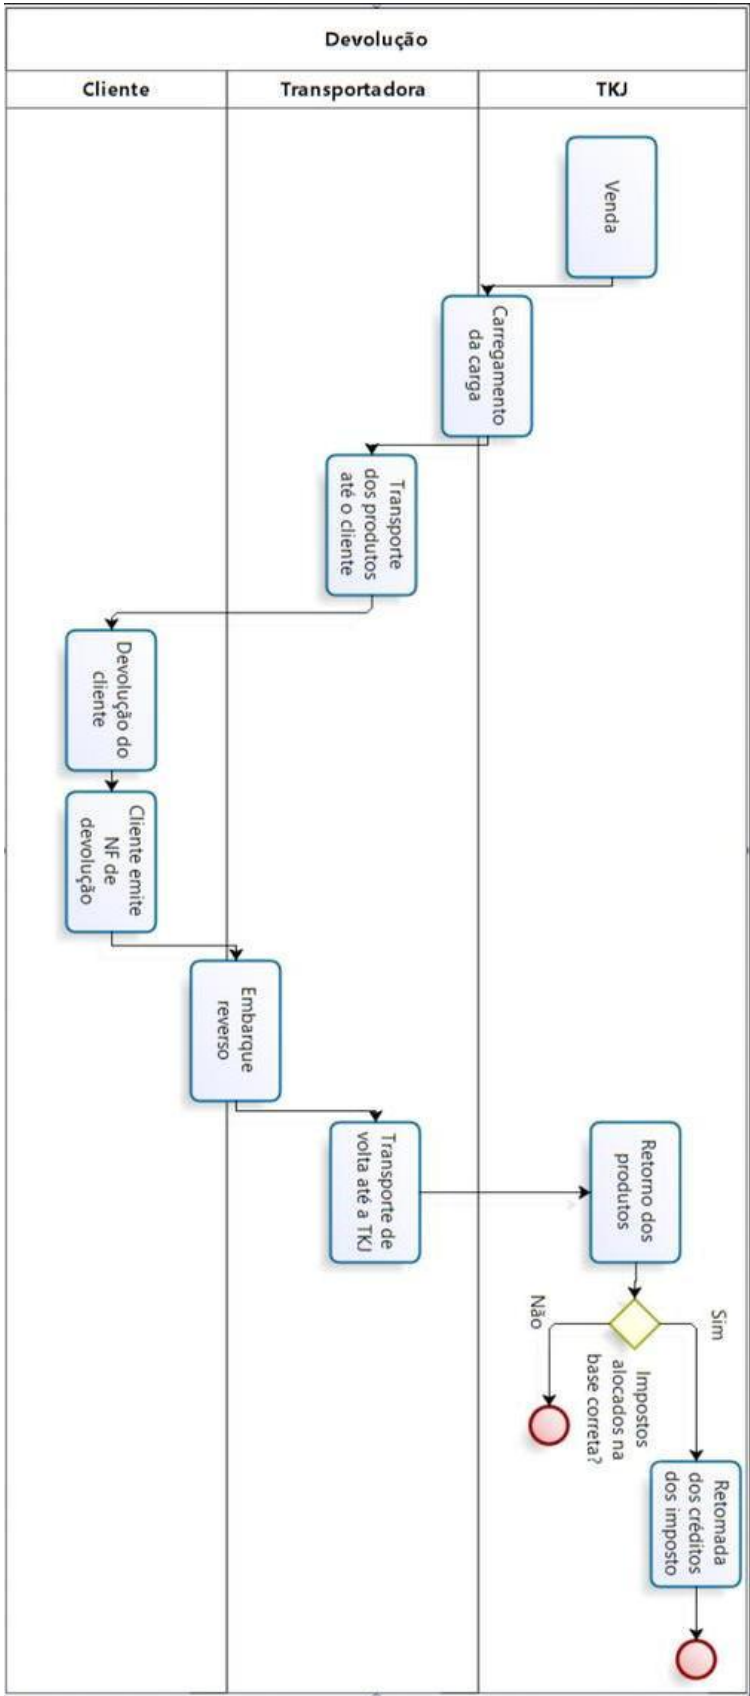 Devolução
Cliente
Transportadora
TKJ
Venda
Carregamento
da carga
Transporte
dos produtos
até o cliente
Devolução do
cliente
Cliente emite
NF de
devolução
Embarque
reverso
Transporte de
volta até a TKJ
Retorno dos
produtos
Sim
Não
Impostos
alocados na
base correta?
Retomada
dos créditos
dos imposto